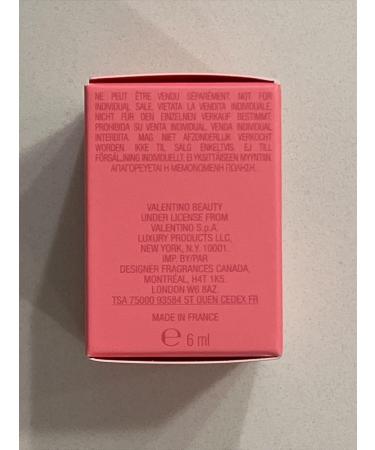 NE PEUT ÊTRE VENDU SÉPARÉMENT, NOT FOR
INDIVIDUAL SALE, VIETATA LA VENDITA INDIVIDUALE,
NICHT FÜR DEN EINZELNEN VERKAUF BESTIMMT,
PROHIBIDA SU VENTA INDIVIDUAL, VENDA INDIVIDUAL
INTERDITA, MAG NIET AFZONDERLIJK VERKOCHT
WORDEN IKKE TIL SALG ENKELTVIS, EJ TILL
FÖRSÄLJNING INDIVIDUELLT, EI YKSITTÄISEEN MYYNTIIN,
ΑΠΑΓΟΡΕΥΕΤΑΙ Η ΜΕΜΟΝΩΜΕΝΗ ΠΩΛΗΣΗ.
VALENTINO BEAUTY
UNDER LICENSE FROM
VALENTINO S.p.A.
LUXURY PRODUCTS LLC,
NEW YORK, N.Y. 10001.
IMP. BY/PAR
DESIGNER FRAGRANCES CANADA,
MONTRÉAL, H4T 1K5.
LONDON W6 8AZ.
TSA 75000 93584 ST OUEN CEDEX FR
MADE IN FRANCE
℮ 6 ml